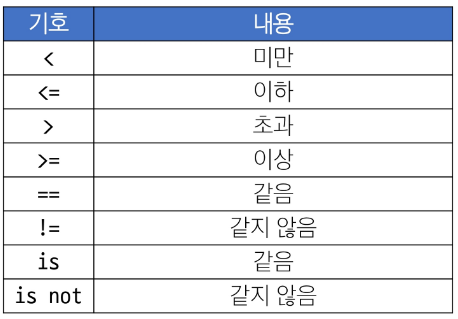 기호 내용
< 미만
<= 이하
> 초과
>= 이상
== 같음
!= 같지 않음
is 같음
is not 같지 않음